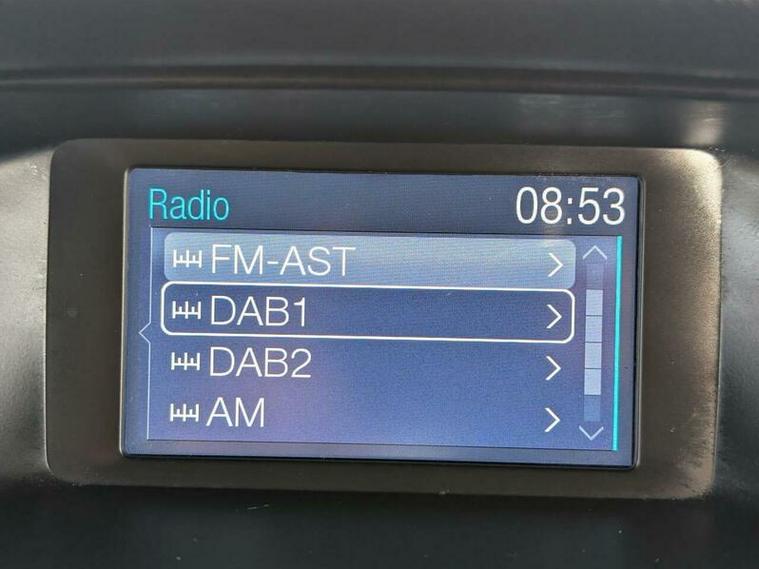 Radio 08:53
FM-AST
DAB1
DAB2
AM